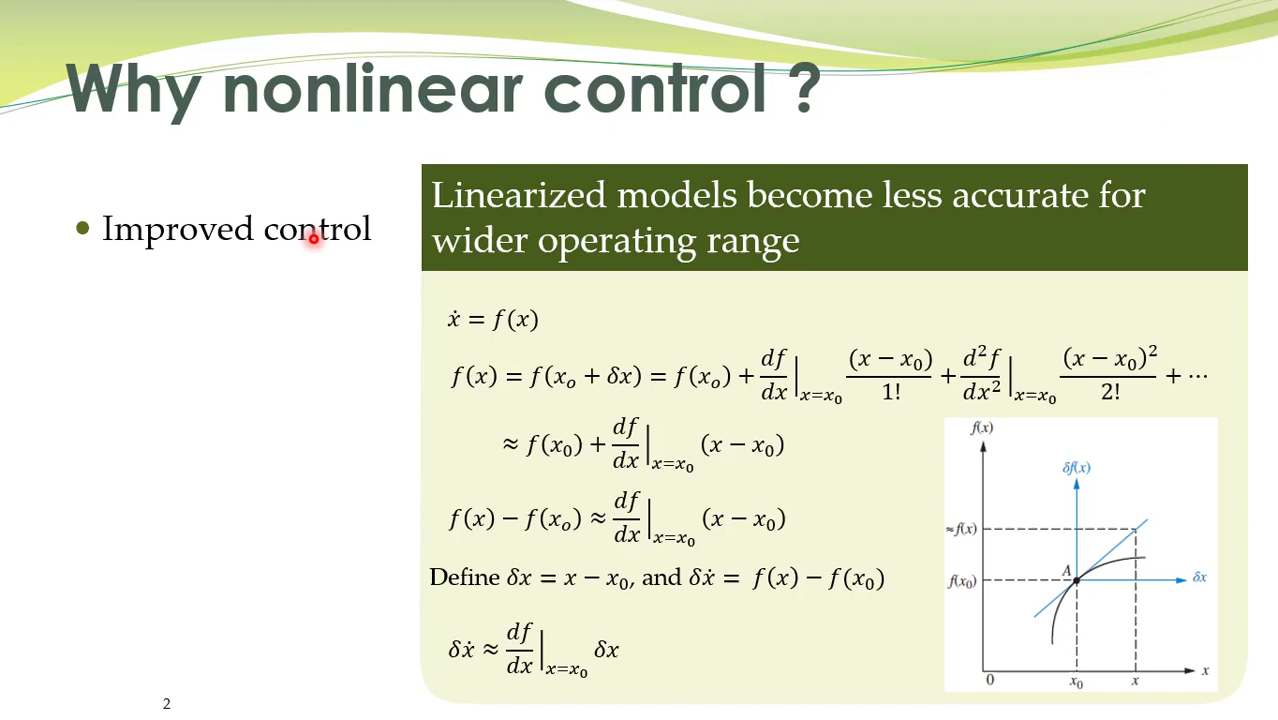 Why nonlinear control ?
• Improved control
Linearized models become less accurate for
wider operating range
ẋ = f(x)
f(x) = f(x_o + δx) = f(x_o) + df/dx|_{x=x_0} (x − x_0)/1! + d²f/dx²|_{x=x_0} (x − x_0)²/2! + ⋯
≈ f(x_0) + df/dx|_{x=x_0} (x − x_0)
f(x) − f(x_o) ≈ df/dx|_{x=x_0} (x − x_0)
Define δx = x − x_0, and δẋ = f(x) − f(x_0)
δẋ ≈ df/dx|_{x=x_0} δx
f(x)
δf(x)
≈f(x)
A
f(x_0)
δx
0
x_0
x
x
2